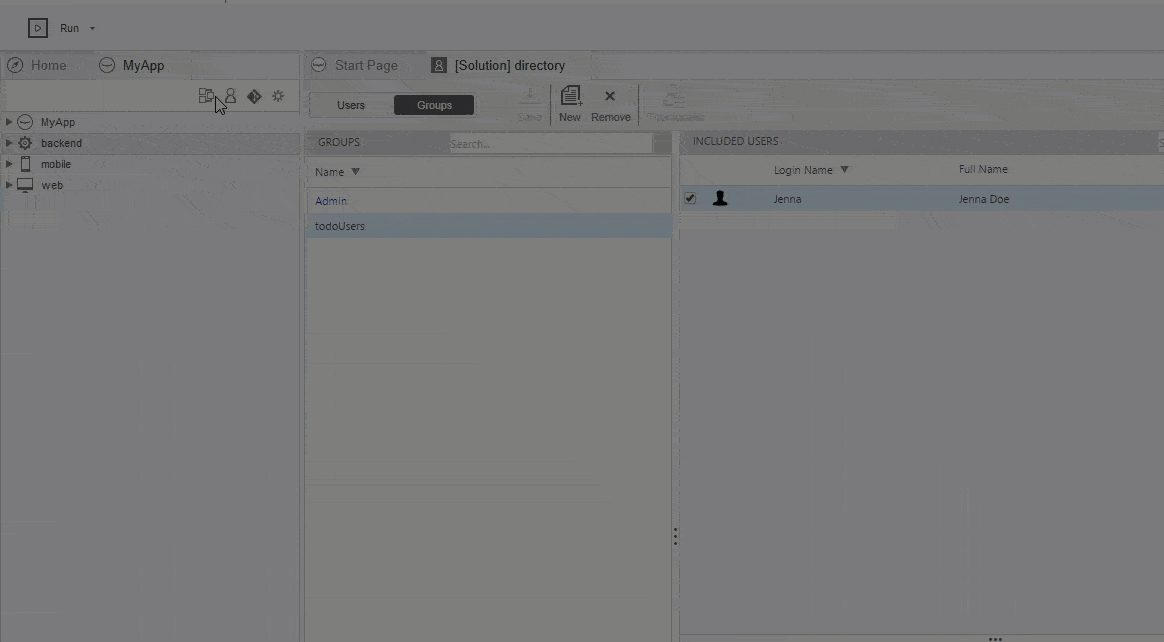 Run
Home MyApp Start Page [Solution] directory
Users Groups Save New Remove
MyApp
backend
mobile
web
GROUPS Search...
Name
Admin
todoUsers
INCLUDED USERS
Login Name Full Name
Jenna Jenna Doe